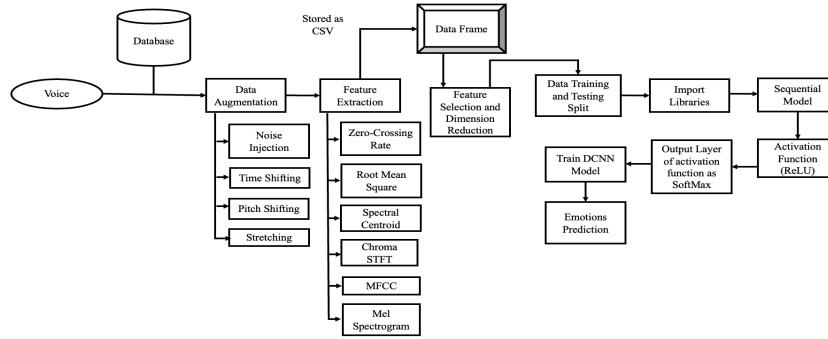 Database
Voice
Data
Augmentation
Noise
Injection
Time Shifting
Pitch Shifting
Stretching
Feature
Extraction
Zero-Crossing
Rate
Root Mean
Square
Spectral
Centroid
Chroma
STFT
MFCC
Mel
Spectrogram
Stored as
CSV
Data Frame
Feature
Selection and
Dimension
Reduction
Data Training
and Testing
Split
Import
Libraries
Sequential
Model
Activation
Function
(ReLU)
Output Layer
of activation
function as
SoftMax
Train DCNN
Model
Emotions
Prediction